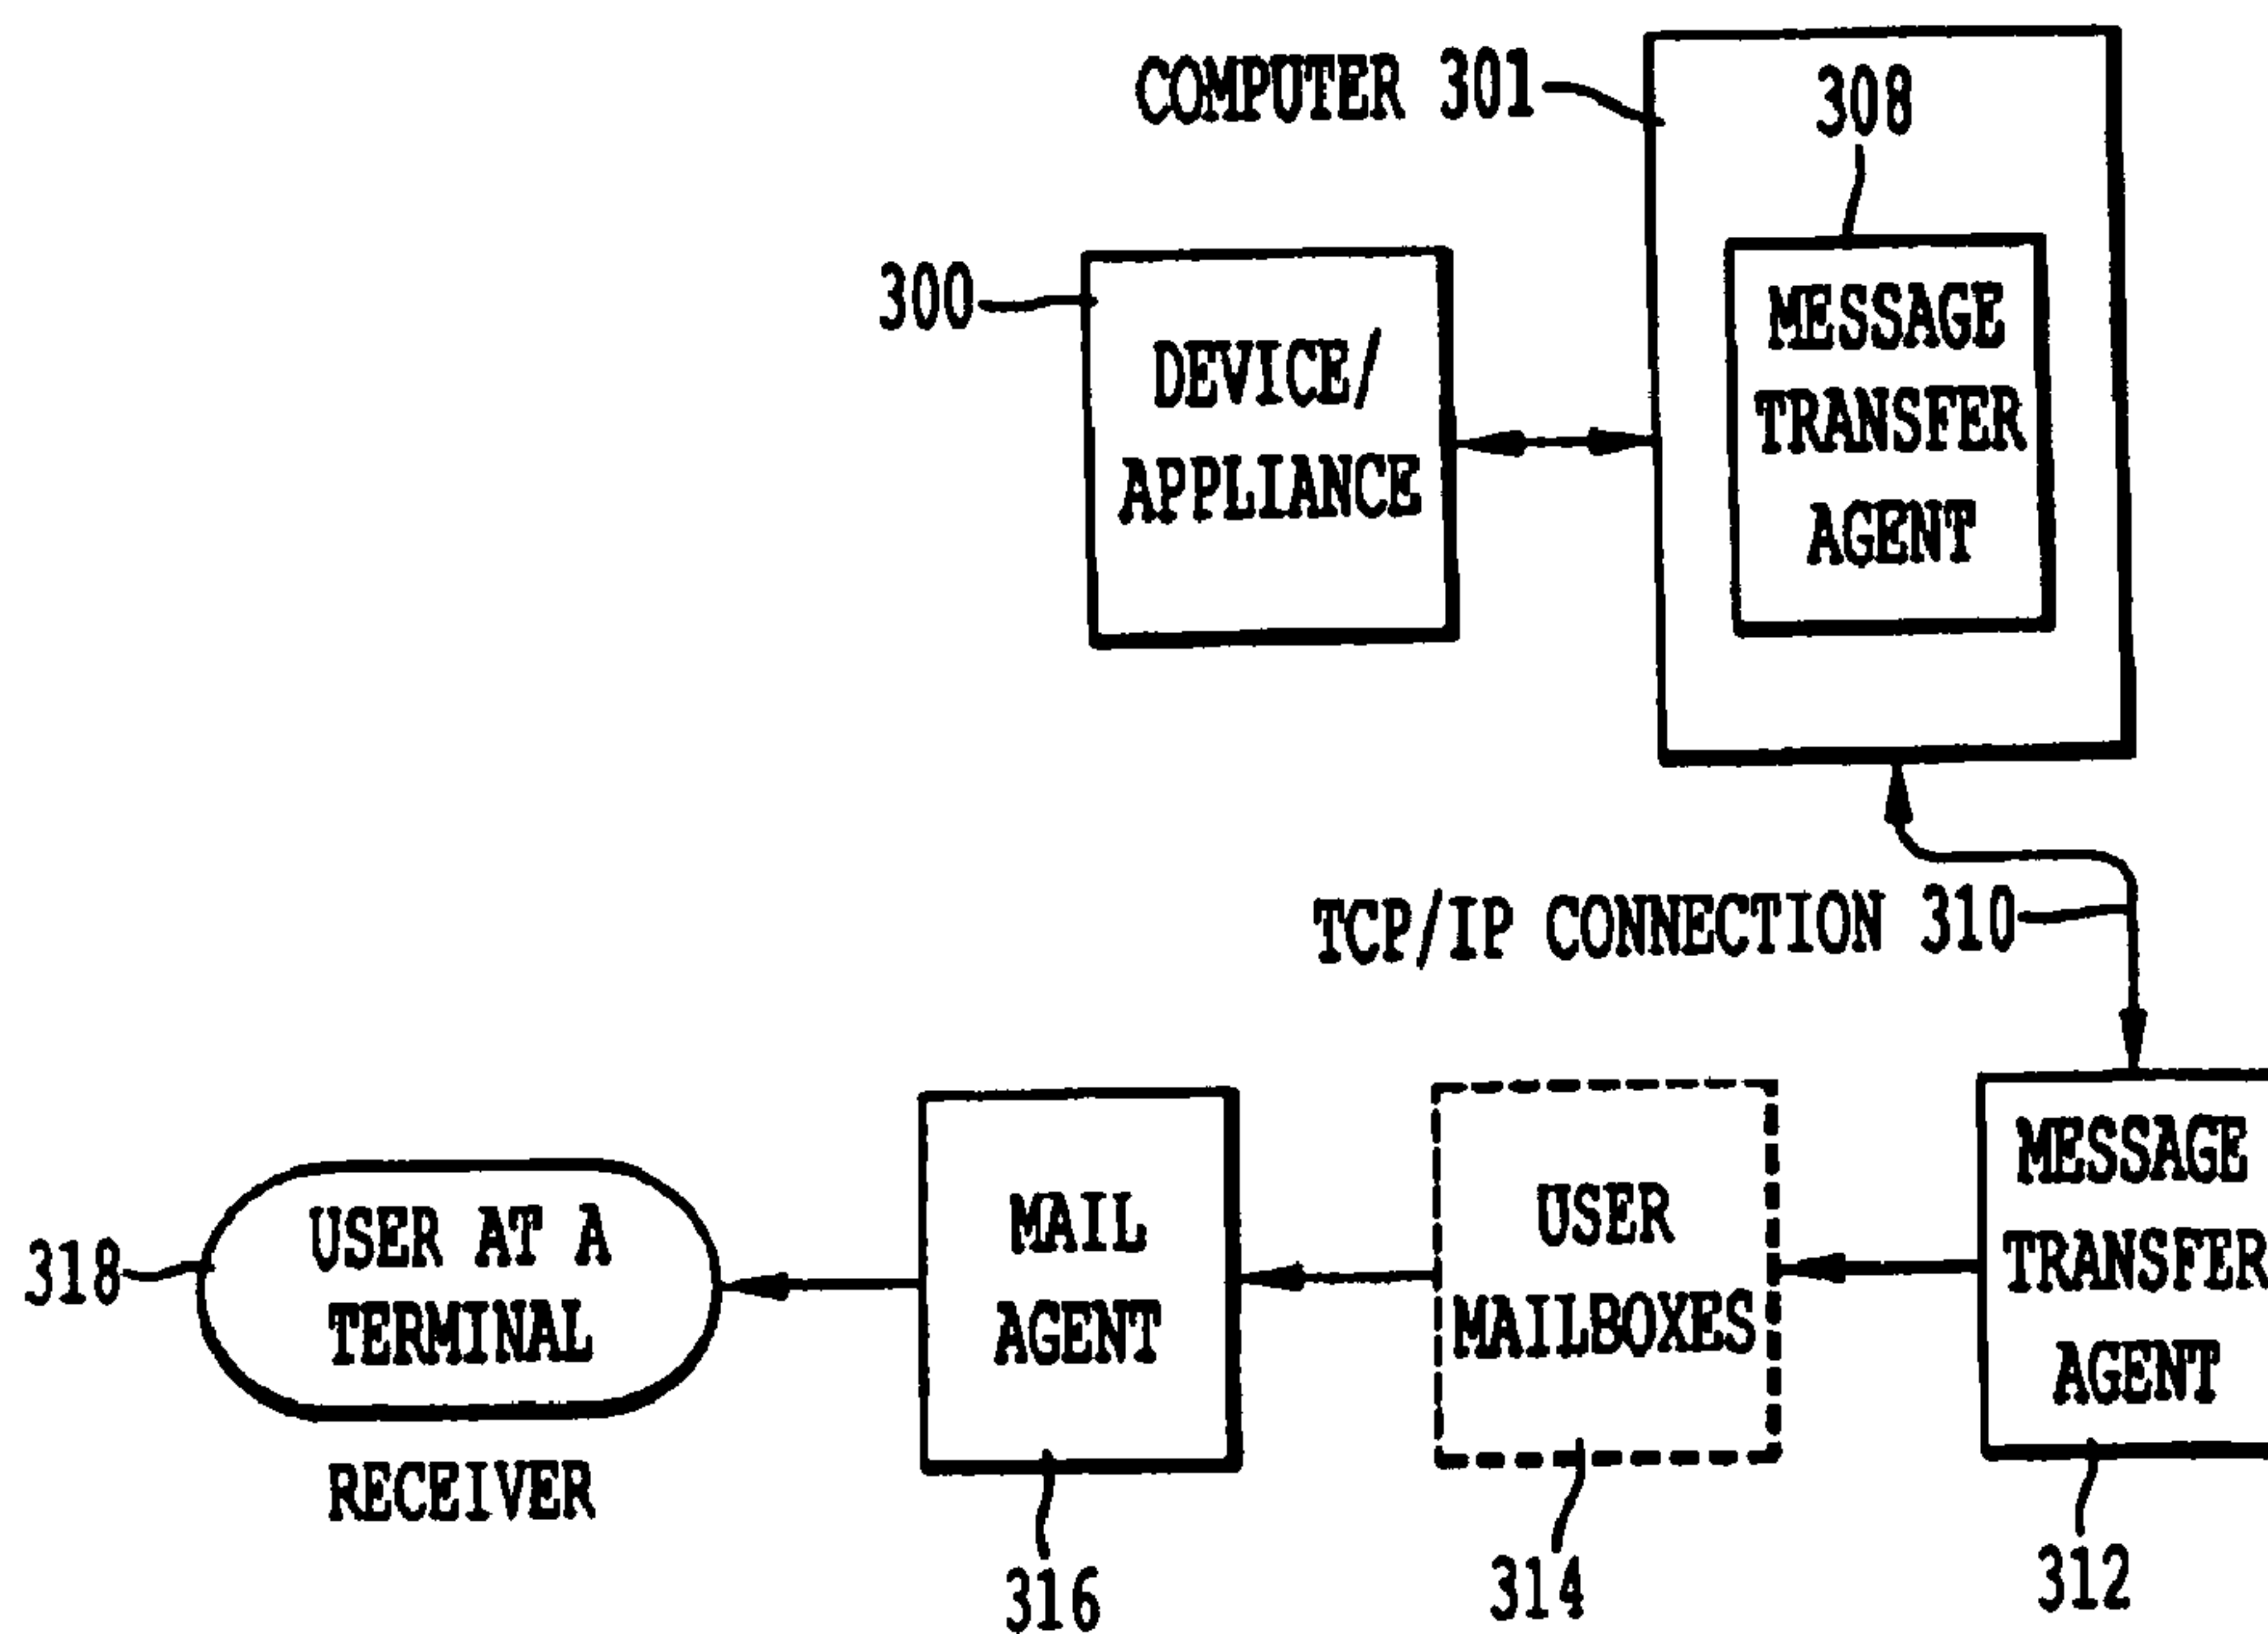 COMPUTER 301
308
300
DEVICE/
APPLIANCE
MESSAGE
TRANSFER
AGENT
TCP/IP CONNECTION 310
318
USER AT A
TERMINAL
RECEIVER
MAIL
AGENT
316
USER
MAILBOXES
314
MESSAGE
TRANSFER
AGENT
312